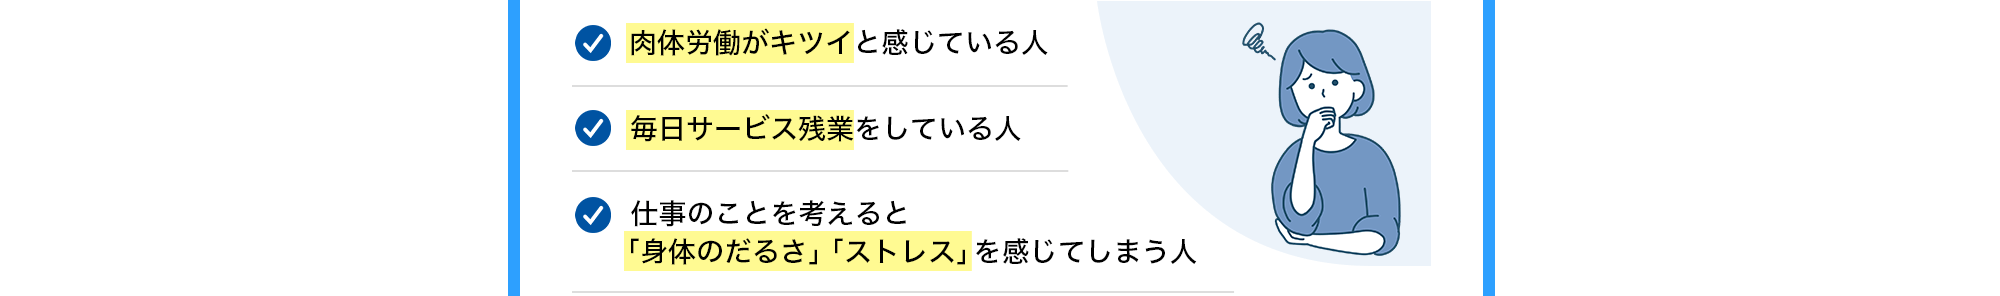 肉体労働がキツイと感じている人
毎日サービス残業をしている人
仕事のことを考えると
「身体のだるさ」「ストレス」を感じてしまう人